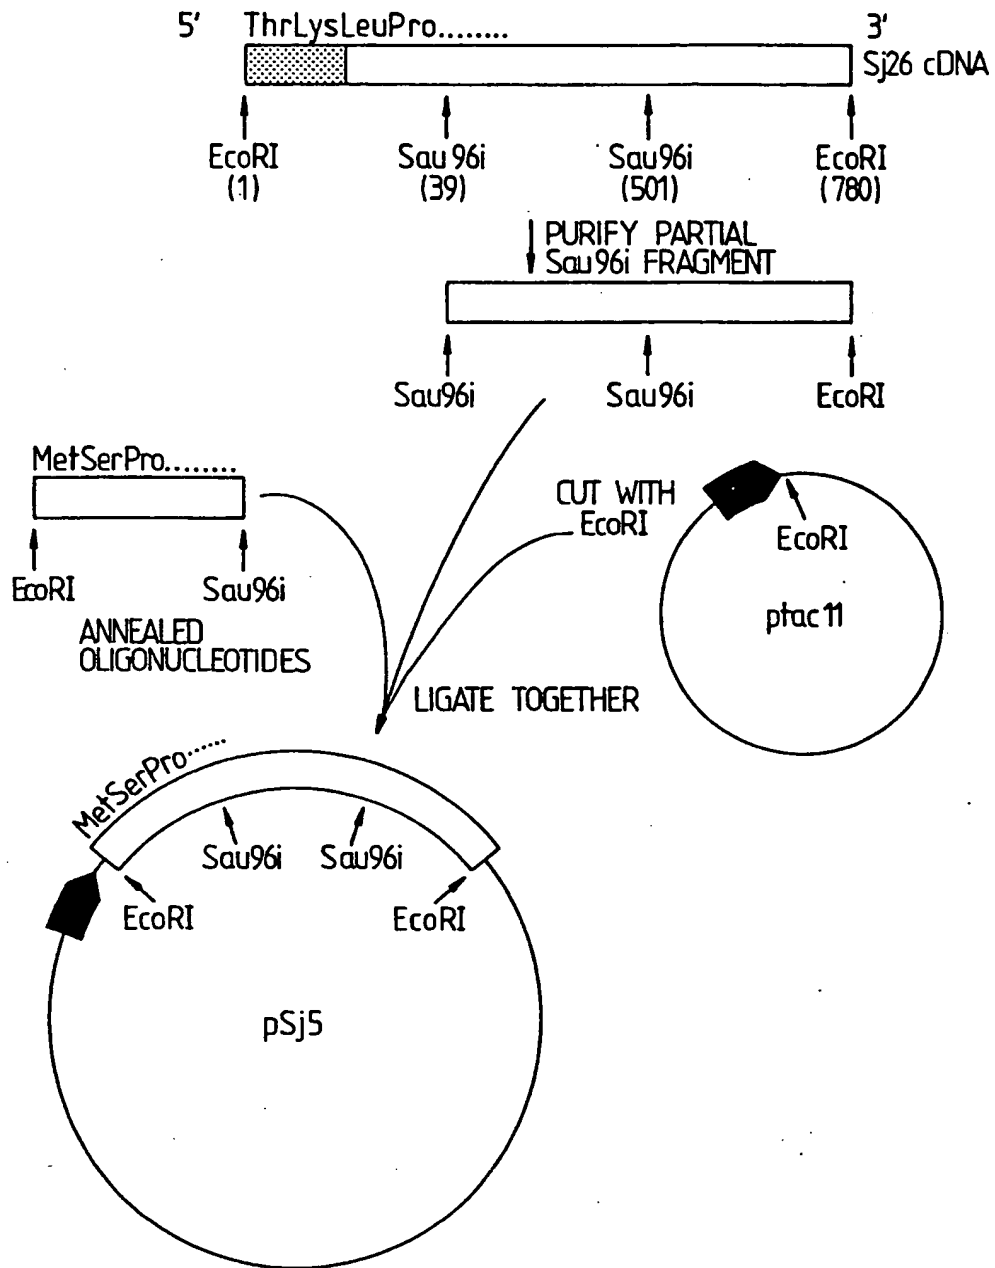 5' ThrLysLeuPro........ 3'
Sj26 cDNA
EcoRI Sau96i Sau96i EcoRI
(1) (39) (501) (780)
PURIFY PARTIAL
Sau96i FRAGMENT
Sau96i Sau96i EcoRI
MetSerPro........
EcoRI Sau96i
ANNEALED
OLIGONUCLEOTIDES
CUT WITH
EcoRI
EcoRI
ptac11
LIGATE TOGETHER
MetSerPro......
Sau96i Sau96i
EcoRI EcoRI
pSj5